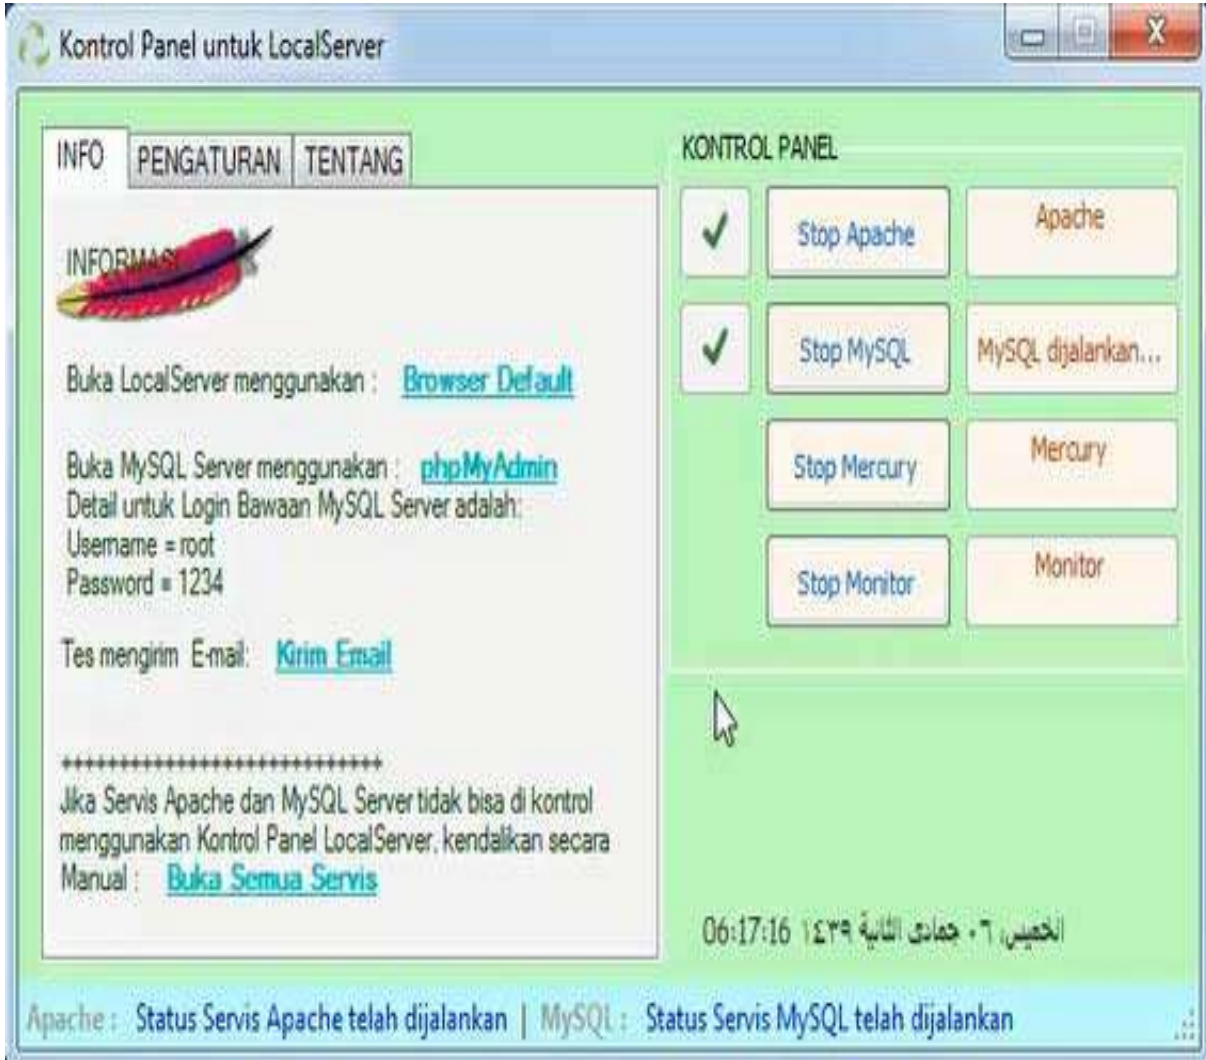 Kontrol Panel untuk LocalServer
INFO PENGATURAN TENTANG
INFORMASI
Buka LocalServer menggunakan : Browser Default
Buka MySQL Server menggunakan : phpMyAdmin
Detail untuk Login Bawaan MySQL Server adalah:
Username = root
Password = 1234
Tes mengirim E-mail: Kirim Email
++++++++++++++++++++++++++++
Jika Servis Apache dan MySQL Server tidak bisa di kontrol
menggunakan Kontrol Panel LocalServer, kendalikan secara
Manual : Buka Semua Servis
KONTROL PANEL
Stop Apache Apache
Stop MySQL MySQL dijalankan...
Stop Mercury Mercury
Stop Monitor Monitor
الخميس, ٠٦ جمادى الثانية ١٤٣٩ 06:17:16
Apache : Status Servis Apache telah dijalankan | MySQL : Status Servis MySQL telah dijalankan